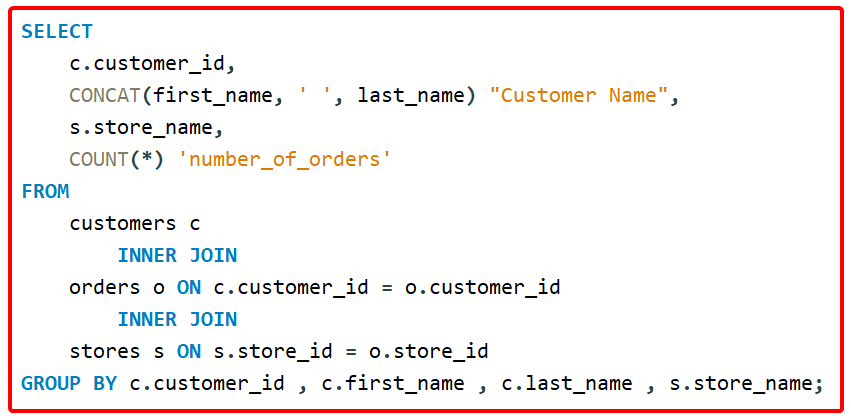 SELECT
    c.customer_id,
    CONCAT(first_name, ' ', last_name) "Customer Name",
    s.store_name,
    COUNT(*) 'number_of_orders'
FROM
    customers c
        INNER JOIN
    orders o ON c.customer_id = o.customer_id
        INNER JOIN
    stores s ON s.store_id = o.store_id
GROUP BY c.customer_id , c.first_name , c.last_name , s.store_name;